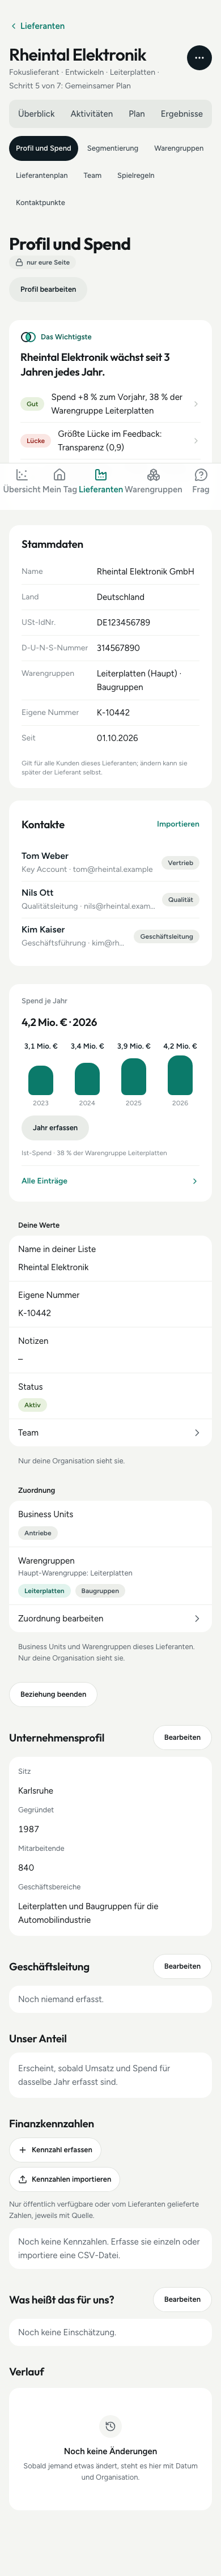 Lieferanten
Rheintal Elektronik
Fokuslieferant · Entwickeln · Leiterplatten ·
Schritt 5 von 7: Gemeinsamer Plan
Überblick Aktivitäten Plan Ergebnisse
Profil und Spend Segmentierung Warengruppen
Lieferantenplan Team Spielregeln
Kontaktpunkte
Profil und Spend
nur eure Seite
Profil bearbeiten
Das Wichtigste
Rheintal Elektronik wächst seit 3
Jahren jedes Jahr.
Gut Spend +8 % zum Vorjahr, 38 % der
Warengruppe Leiterplatten
Lücke Größte Lücke im Feedback:
Transparenz (0,9)
Übersicht Mein Tag Lieferanten Warengruppen Frag
Stammdaten
Name Rheintal Elektronik GmbH
Land Deutschland
USt-IdNr. DE123456789
D-U-N-S-Nummer 314567890
Warengruppen Leiterplatten (Haupt) ·
Baugruppen
Eigene Nummer K-10442
Seit 01.10.2026
Gilt für alle Kunden dieses Lieferanten; ändern kann sie
später der Lieferant selbst.
Kontakte Importieren
Tom Weber
Key Account · tom@rheintal.example Vertrieb
Nils Ott
Qualitätsleitung · nils@rheintal.exam... Qualität
Kim Kaiser
Geschäftsführung · kim@rh... Geschäftsleitung
Spend je Jahr
4,2 Mio. € · 2026
3,1 Mio. € 3,4 Mio. € 3,9 Mio. € 4,2 Mio. €
2023 2024 2025 2026
Jahr erfassen
Ist-Spend · 38 % der Warengruppe Leiterplatten
Alle Einträge
Deine Werte
Name in deiner Liste
Rheintal Elektronik
Eigene Nummer
K-10442
Notizen
–
Status
Aktiv
Team
Nur deine Organisation sieht sie.
Zuordnung
Business Units
Antriebe
Warengruppen
Haupt-Warengruppe: Leiterplatten
Leiterplatten Baugruppen
Zuordnung bearbeiten
Business Units und Warengruppen dieses Lieferanten.
Nur deine Organisation sieht sie.
Beziehung beenden
Unternehmensprofil Bearbeiten
Sitz
Karlsruhe
Gegründet
1987
Mitarbeitende
840
Geschäftsbereiche
Leiterplatten und Baugruppen für die
Automobilindustrie
Geschäftsleitung Bearbeiten
Noch niemand erfasst.
Unser Anteil
Erscheint, sobald Umsatz und Spend für
dasselbe Jahr erfasst sind.
Finanzkennzahlen
Kennzahl erfassen
Kennzahlen importieren
Nur öffentlich verfügbare oder vom Lieferanten gelieferte
Zahlen, jeweils mit Quelle.
Noch keine Kennzahlen. Erfasse sie einzeln oder
importiere eine CSV-Datei.
Was heißt das für uns? Bearbeiten
Noch keine Einschätzung.
Verlauf
Noch keine Änderungen
Sobald jemand etwas ändert, steht es hier mit Datum
und Organisation.